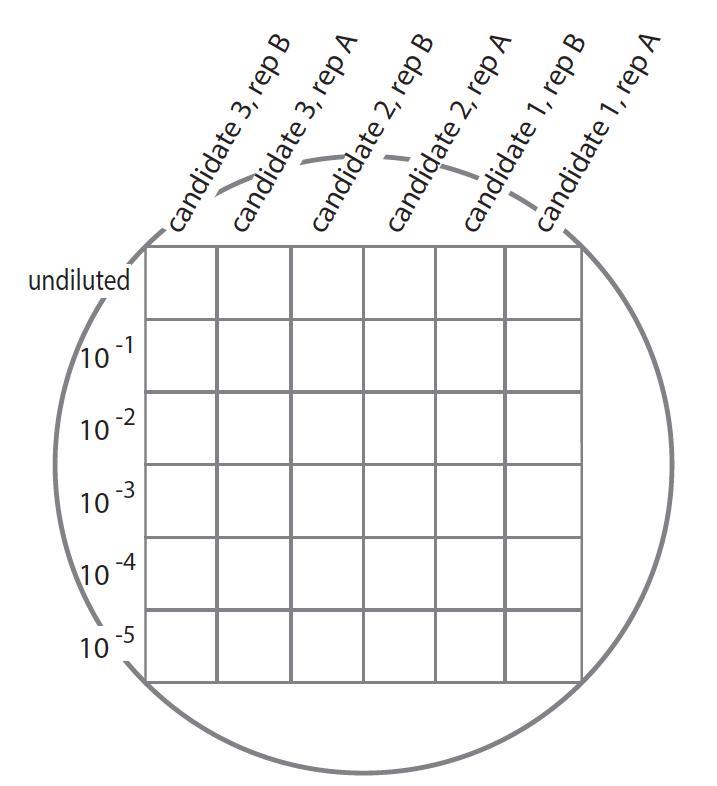 candidate 3, rep B
candidate 3, rep A
candidate 2, rep B
candidate 2, rep A
candidate 1, rep B
candidate 1, rep A
undiluted
10 -1
10 -2
10 -3
10 -4
10 -5